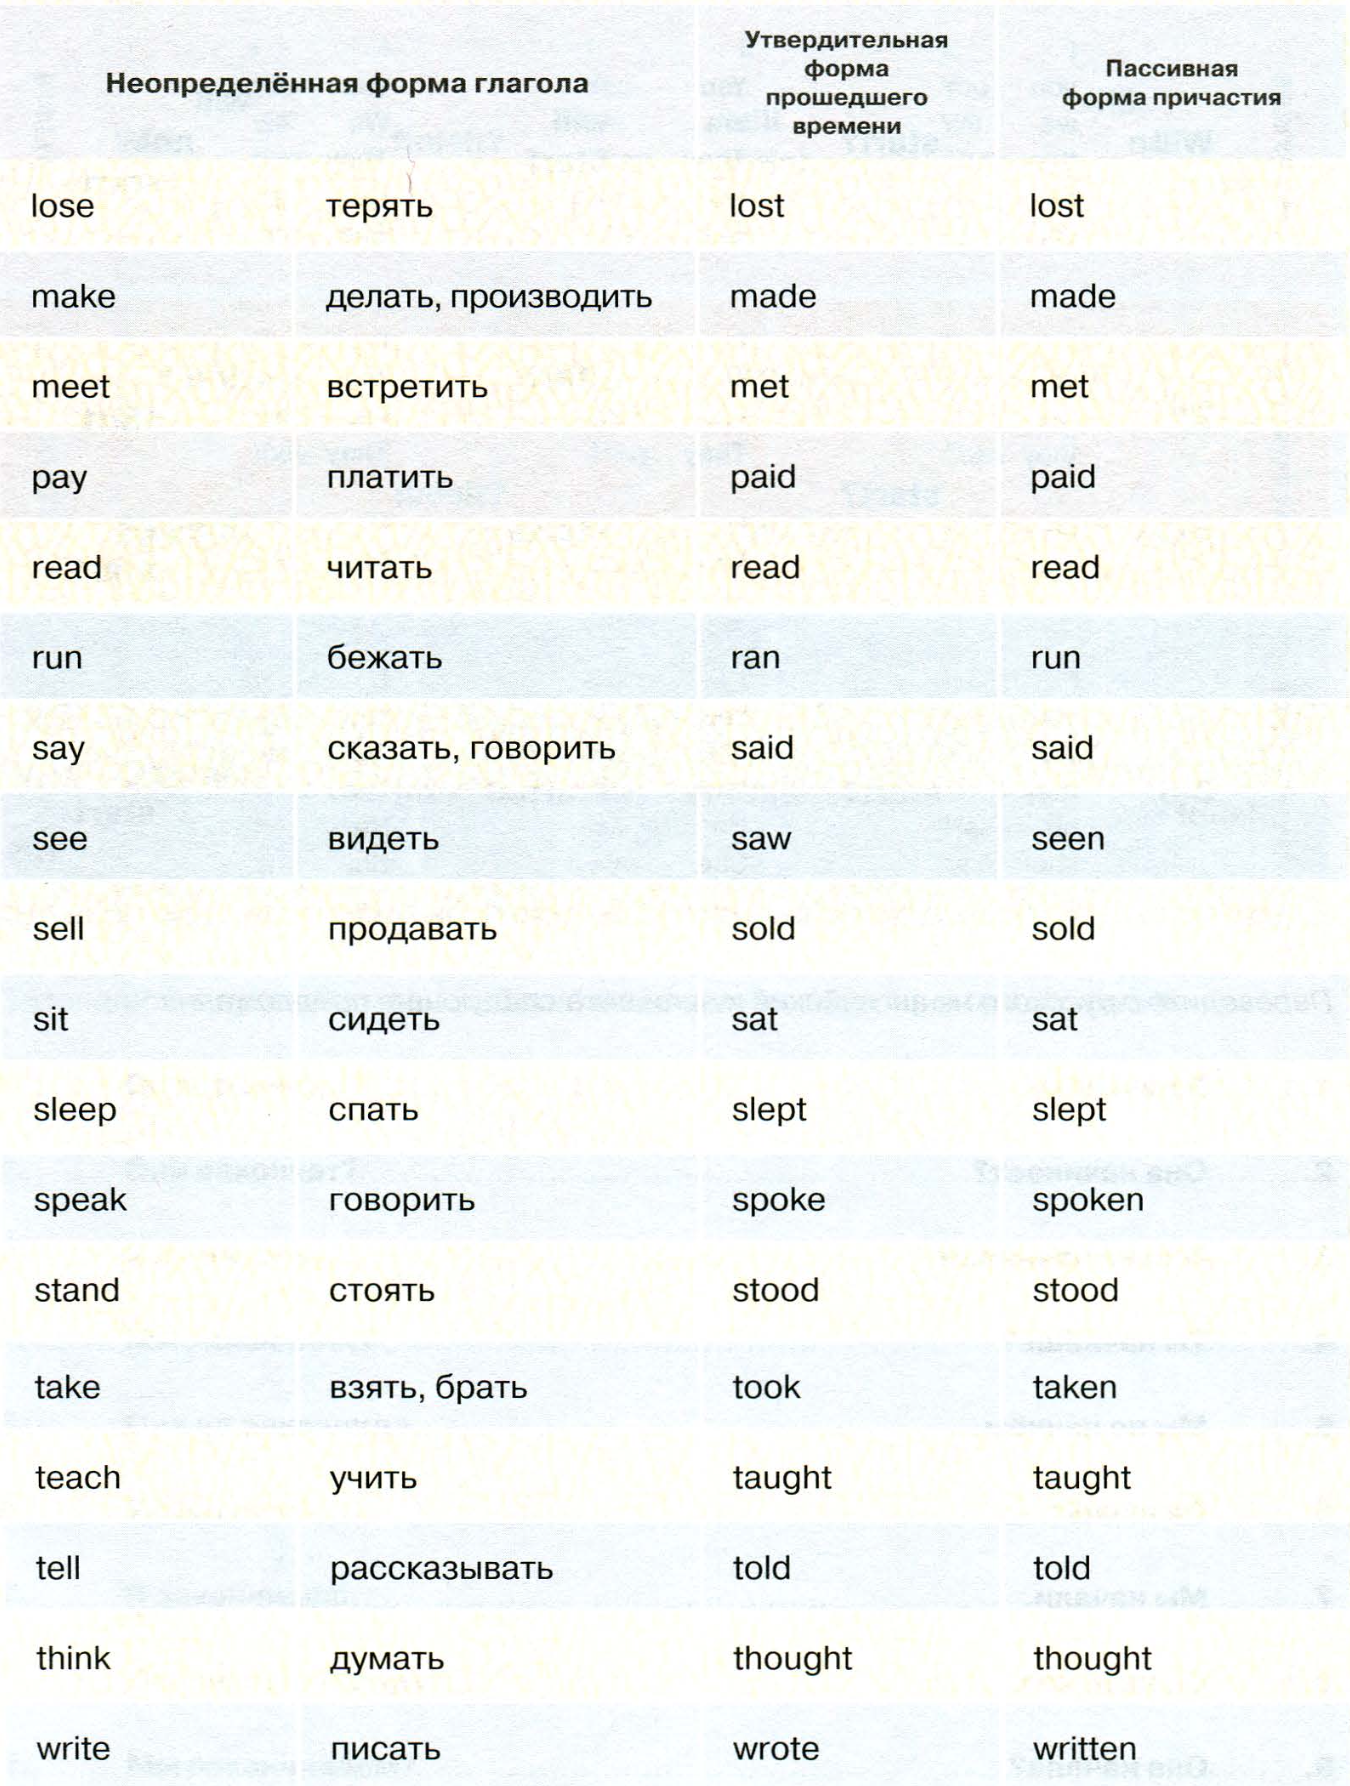 Неопределённая форма глагола
Утвердительная
форма
прошедшего
времени
Пассивная
форма причастия
lose терять lost lost
make делать, производить made made
meet встретить met met
pay платить paid paid
read читать read read
run бежать ran run
say сказать, говорить said said
see видеть saw seen
sell продавать sold sold
sit сидеть sat sat
sleep спать slept slept
speak говорить spoke spoken
stand стоять stood stood
take взять, брать took taken
teach учить taught taught
tell рассказывать told told
think думать thought thought
write писать wrote written